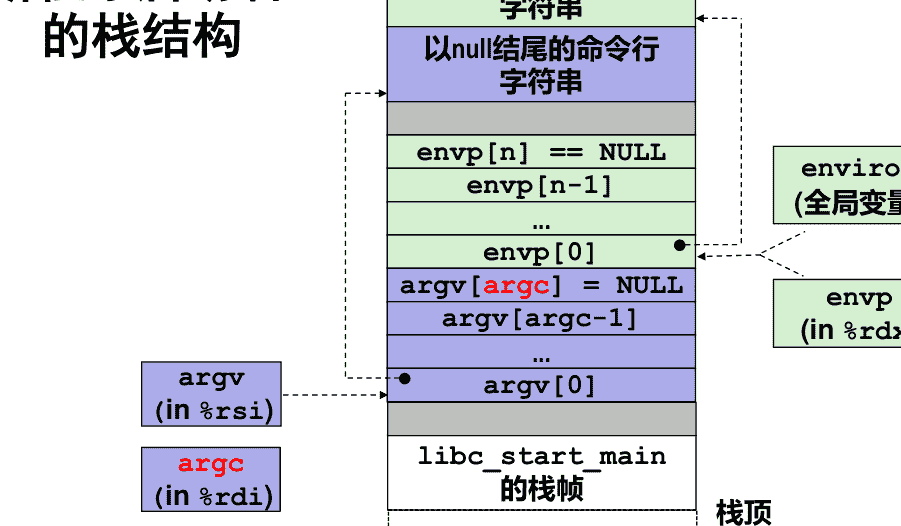 的栈结构
字符串
以null结尾的命令行
字符串
envp[n] == NULL
envp[n-1]
…
envp[0]
argv[argc] = NULL
argv[argc-1]
…
argv[0]
libc_start_main
的栈帧
栈顶
argv
(in %rsi)
argc
(in %rdi)
enviro
(全局变量
envp
(in %rdx